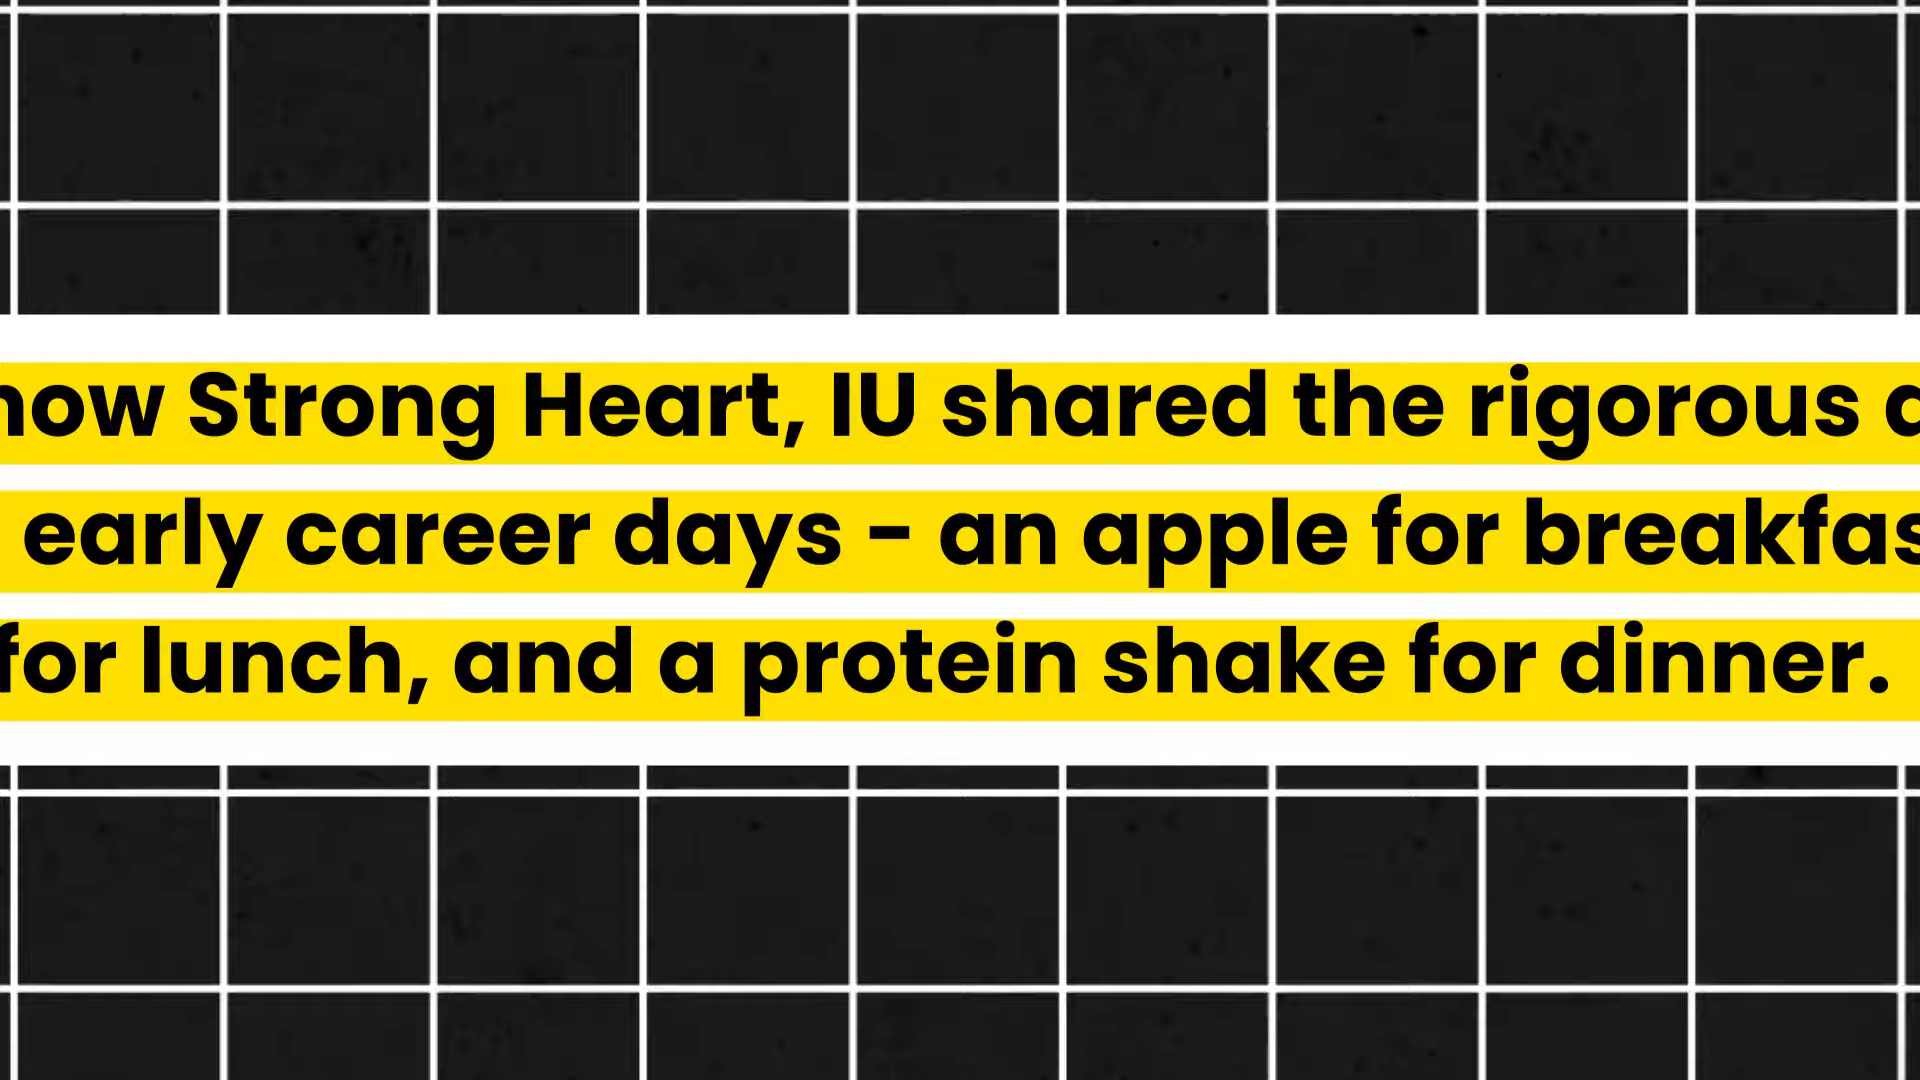 how Strong Heart, IU shared the rigorous
early career days - an apple for breakfas
for lunch, and a protein shake for dinner.